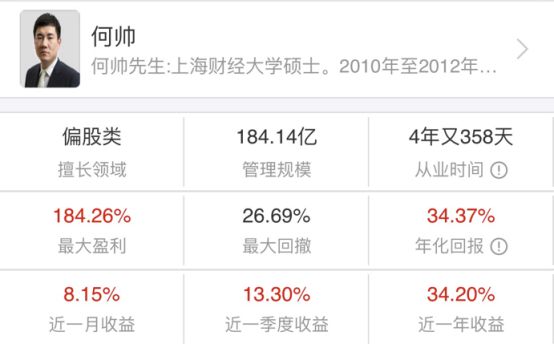 何帅
何帅先生:上海财经大学硕士。2010年至2012年…
偏股类 184.14亿 4年又358天
擅长领域 管理规模 从业时间
184.26% 26.69% 34.37%
最大盈利 最大回撤 年化回报
8.15% 13.30% 34.20%
近一月收益 近一季度收益 近一年收益